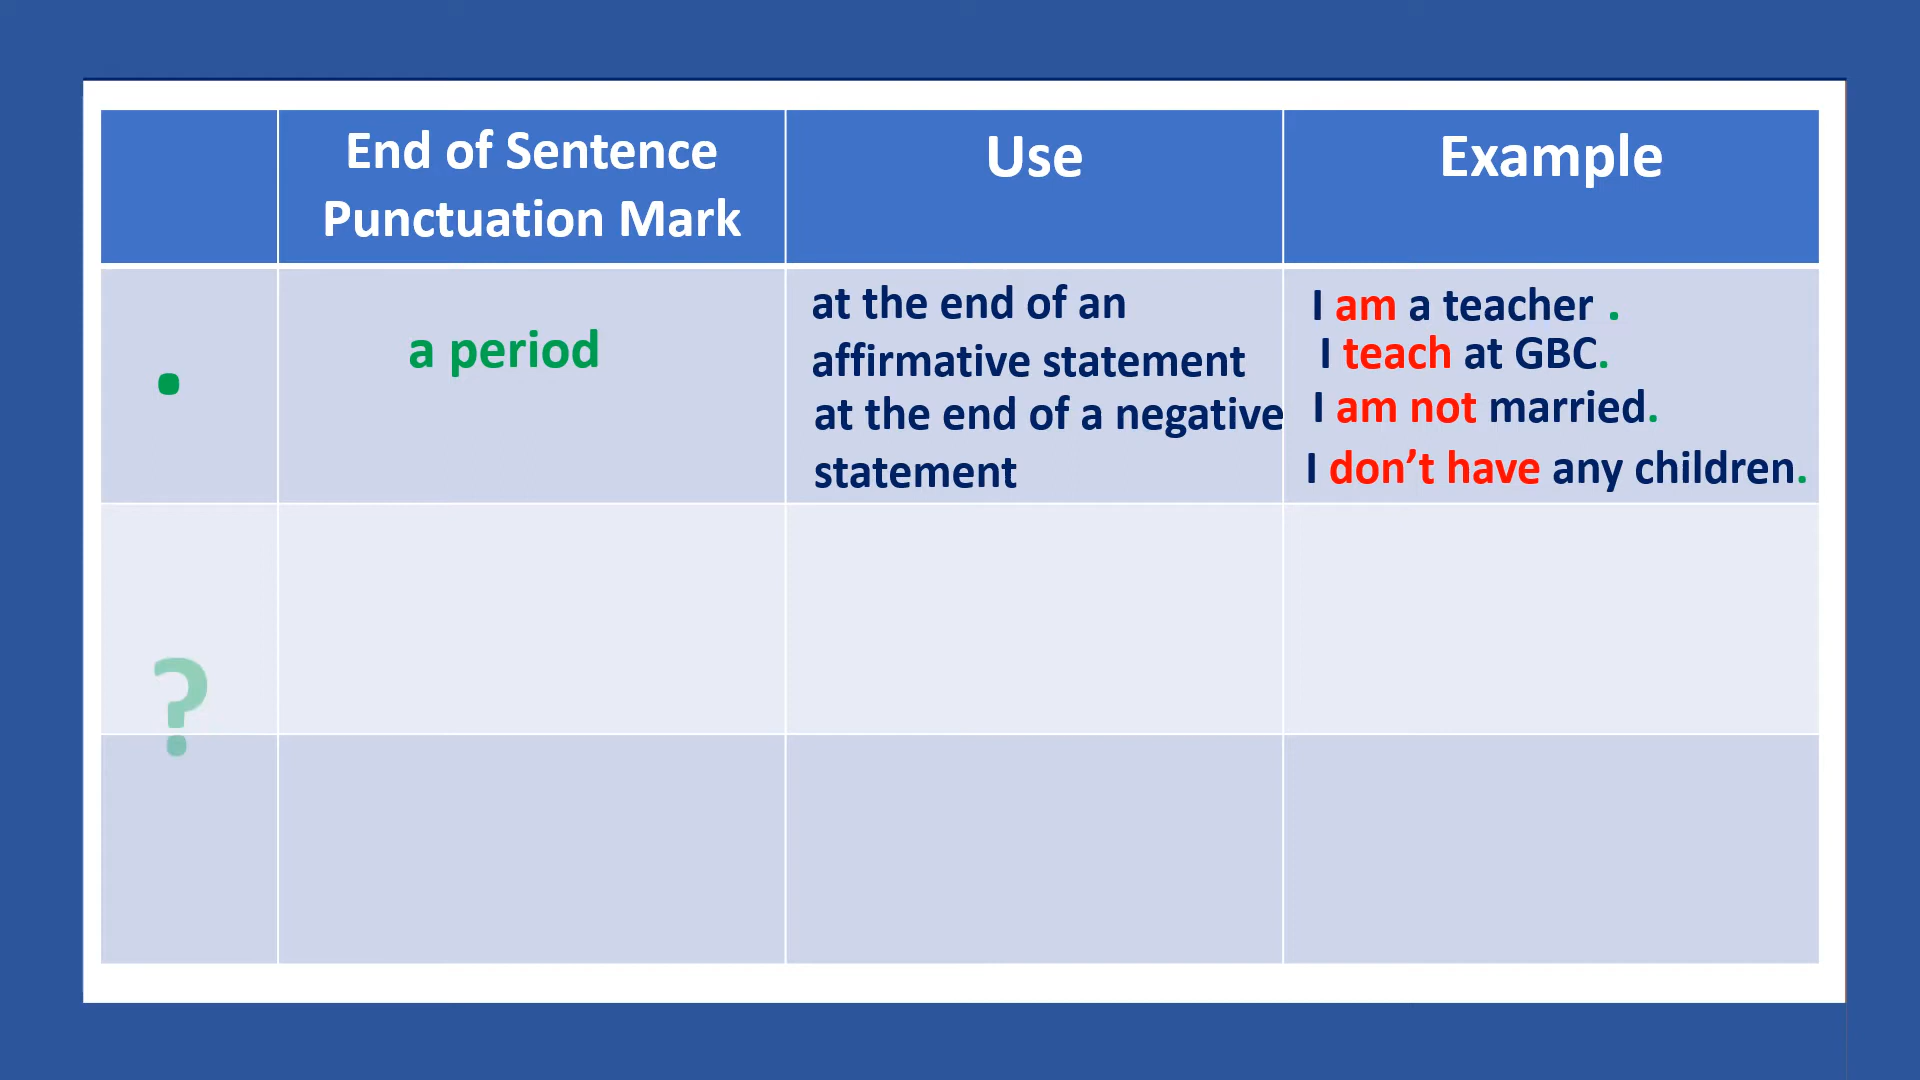 End of Sentence
Punctuation Mark
Use
Example
.
a period
at the end of an
affirmative statement
at the end of a negative
statement
I am a teacher .
I teach at GBC.
I am not married.
I don’t have any children.
?